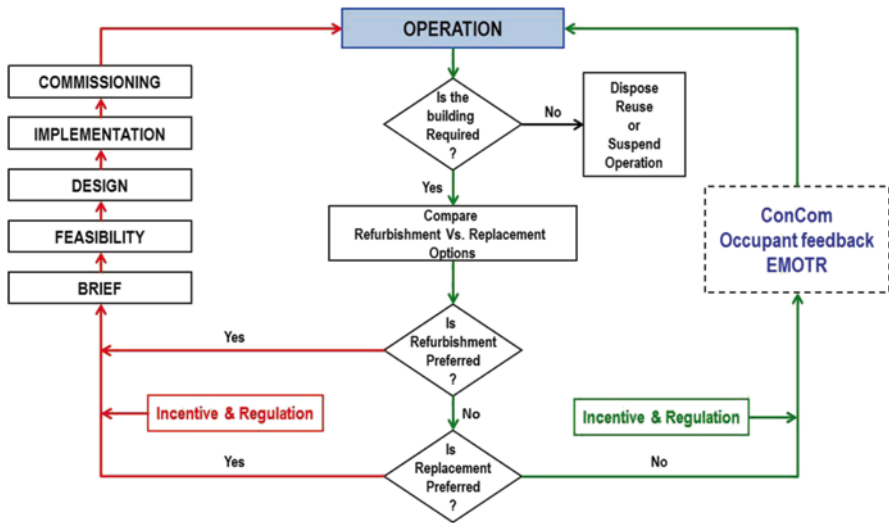 OPERATION
COMMISSIONING
IMPLEMENTATION
DESIGN
FEASIBILITY
BRIEF
Is the
building
Required
?
No
Dispose
Reuse
or
Suspend
Operation
Yes
Compare
Refurbishment Vs. Replacement
Options
ConCom
Occupant feedback
EMOTR
Is
Refurbishment
Preferred
?
Yes
No
Incentive & Regulation
Incentive & Regulation
Is
Replacement
Preferred
?
Yes
No